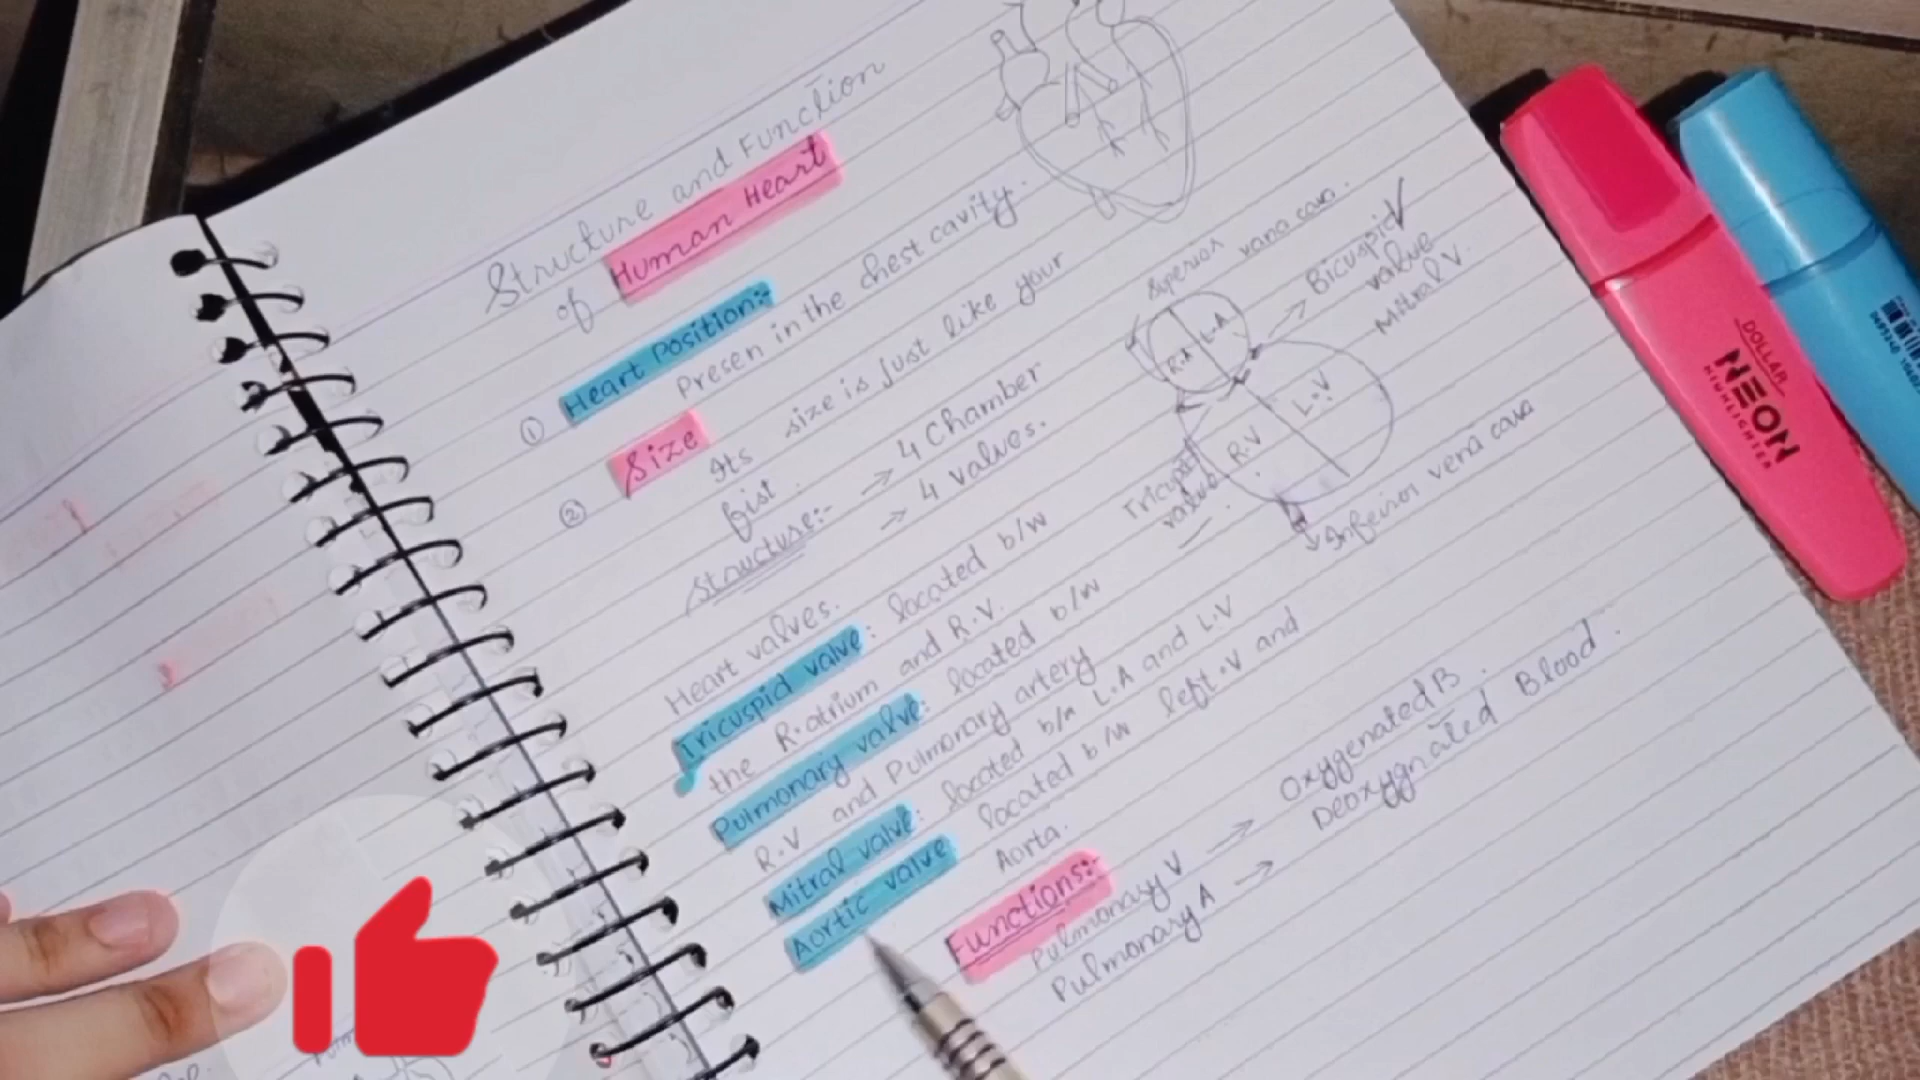 Structure and Function
of Human Heart
① Heart Position:-
Presen in the chest cavity.
② Size
Its size is just like your
fist.
Structure:- → 4 Chamber
→ 4 valves.
Heart valves.
Tricuspid valve: located b/w
the R.atrium and R.V.
Pulmonary valve: located b/w
R.V and Pulmonary artery
Mitral valve: located b/n L.A and L.V
Aortic valve located b/w left.V and
Aorta.
Functions:-
Pulmonary V → Oxygenated B.
Pulmonary A → Deoxygnated Blood.
Superior vana cava.
R.A L.A
→ Bicuspid
valve
Mitral V.
R.V L.V
Tricuspid
valve
Inferior vena cava
DOLLAR
NEON
HIGHLIGHTER